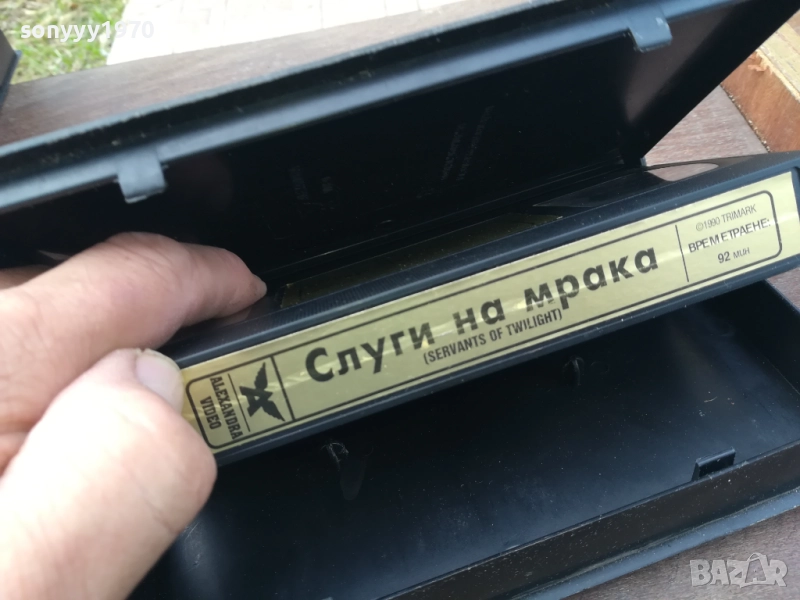 sonyyy1970
ALEXANDRA
VIDEO
Слуги на мрака
(SERVANTS OF TWILIGHT)
©1990 TRIMARK
ВРЕМЕТРАЕНЕ:
92 мин
BAZAR